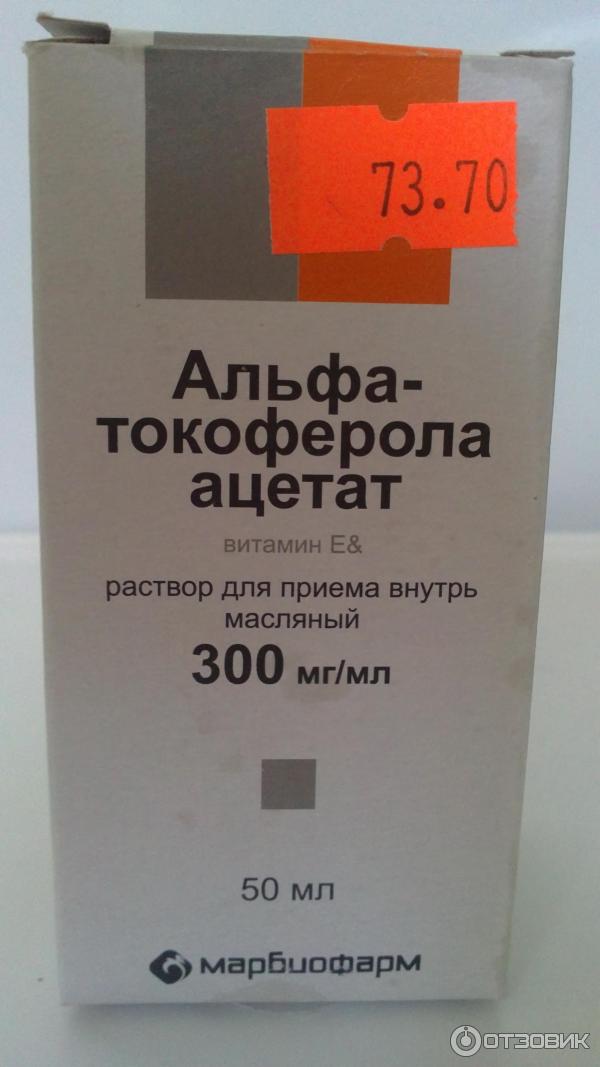 73.70
Альфа-
токоферола
ацетат
витамин Е&
раствор для приема внутрь
масляный
300 мг/мл
50 мл
марбиофарм
ОТЗОВИК